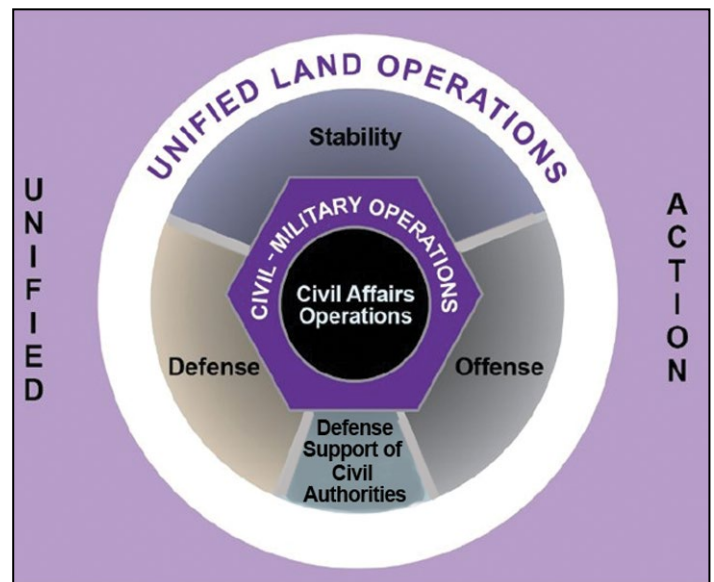 UNIFIED LAND OPERATIONS
Stability
UNIFIED
ACTION
CIVIL-MILITARY OPERATIONS
Civil Affairs
Operations
Defense
Offense
Defense
Support of
Civil
Authorities